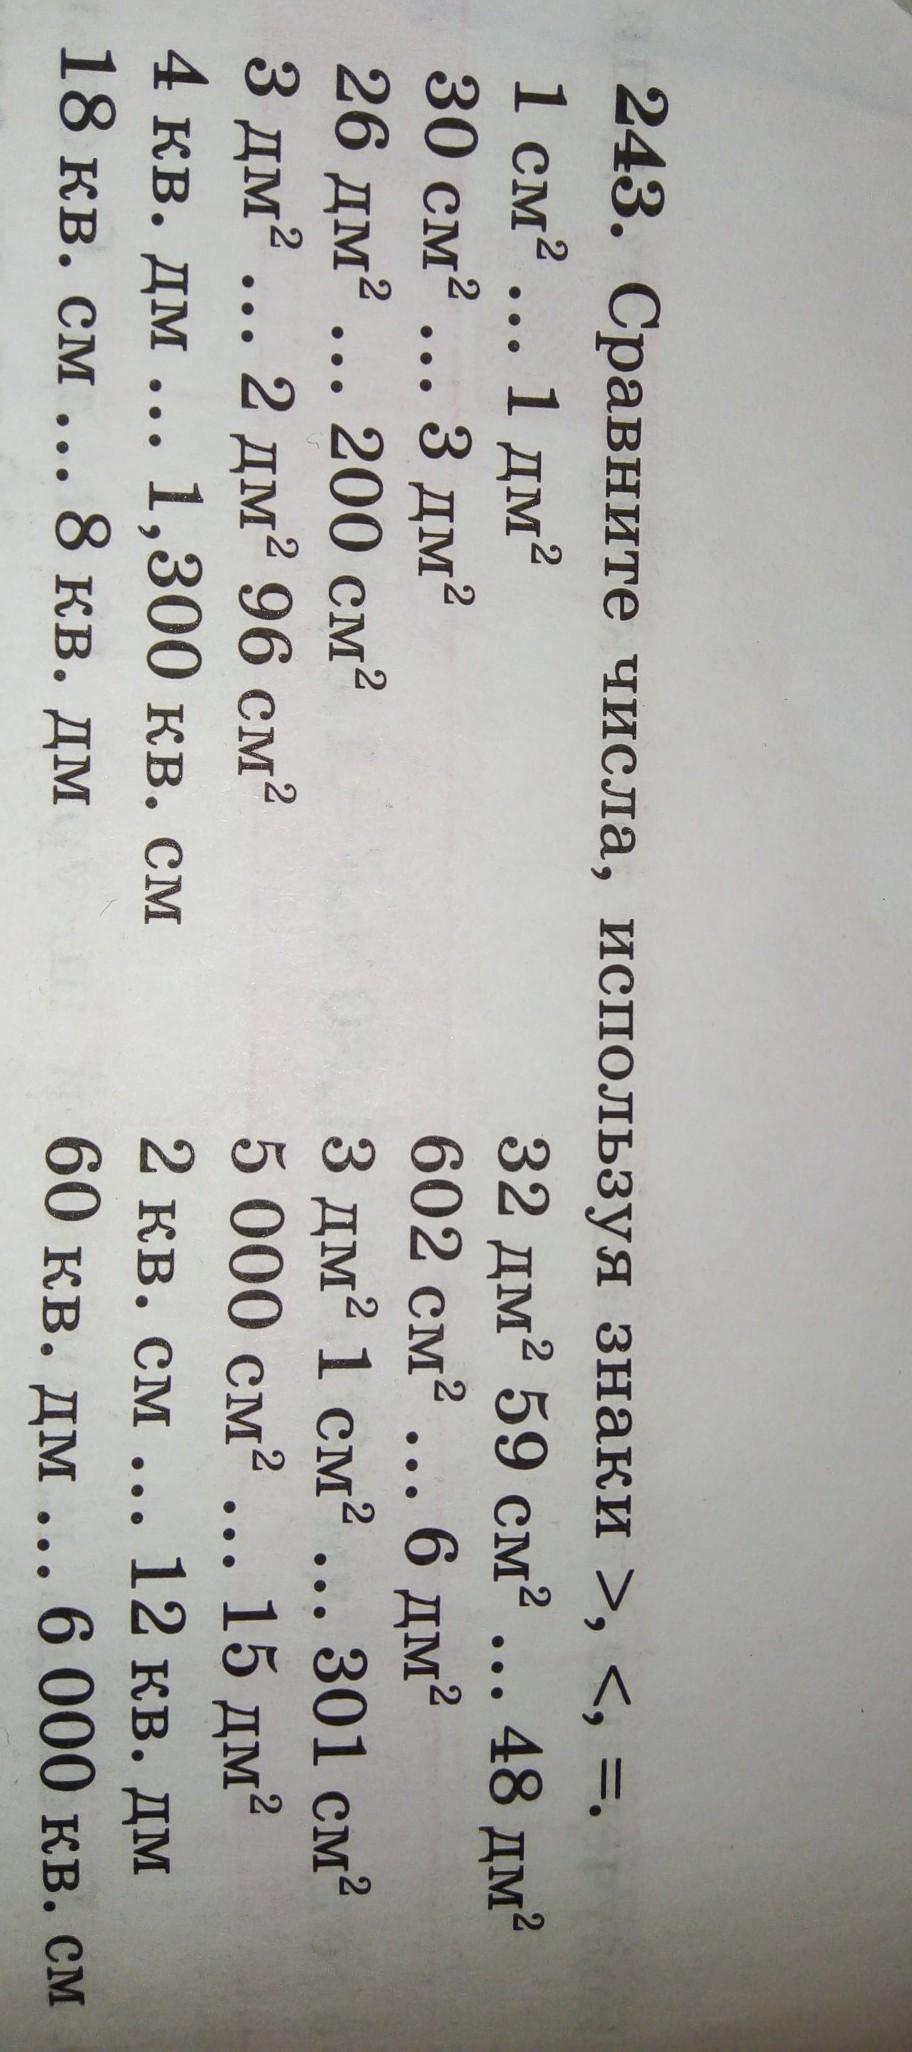 243. Сравните числа, используя знаки >, <, =.
1 см² ... 1 дм²
30 см² ... 3 дм²
26 дм² ... 200 см²
3 дм² ... 2 дм² 96 см²
4 кв. дм ... 1,300 кв. см
18 кв. см ... 8 кв. дм
32 дм² 59 см² ... 48 дм²
602 см² ... 6 дм²
3 дм² 1 см² ... 301 см²
5 000 см² ... 15 дм²
2 кв. см ... 12 кв. дм
60 кв. дм ... 6 000 кв. см